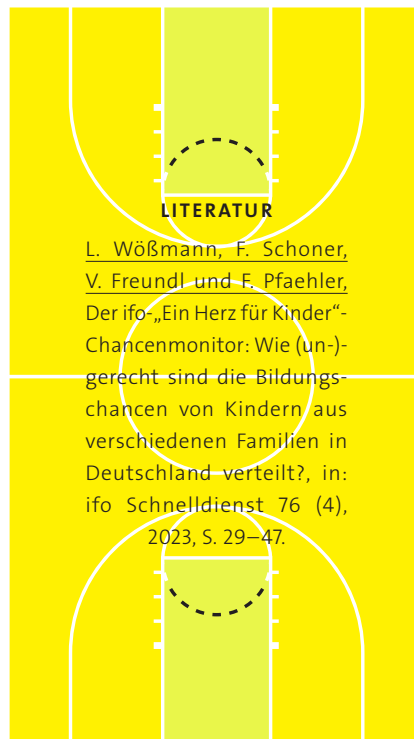 LITERATUR
L. Wößmann, F. Schoner,
V. Freundl und F. Pfaehler,
Der ifo-„Ein Herz für Kinder“-
Chancenmonitor: Wie (un-)-
gerecht sind die Bildungs-
chancen von Kindern aus
verschiedenen Familien in
Deutschland verteilt?, in:
ifo Schnelldienst 76 (4),
2023, S. 29–47.